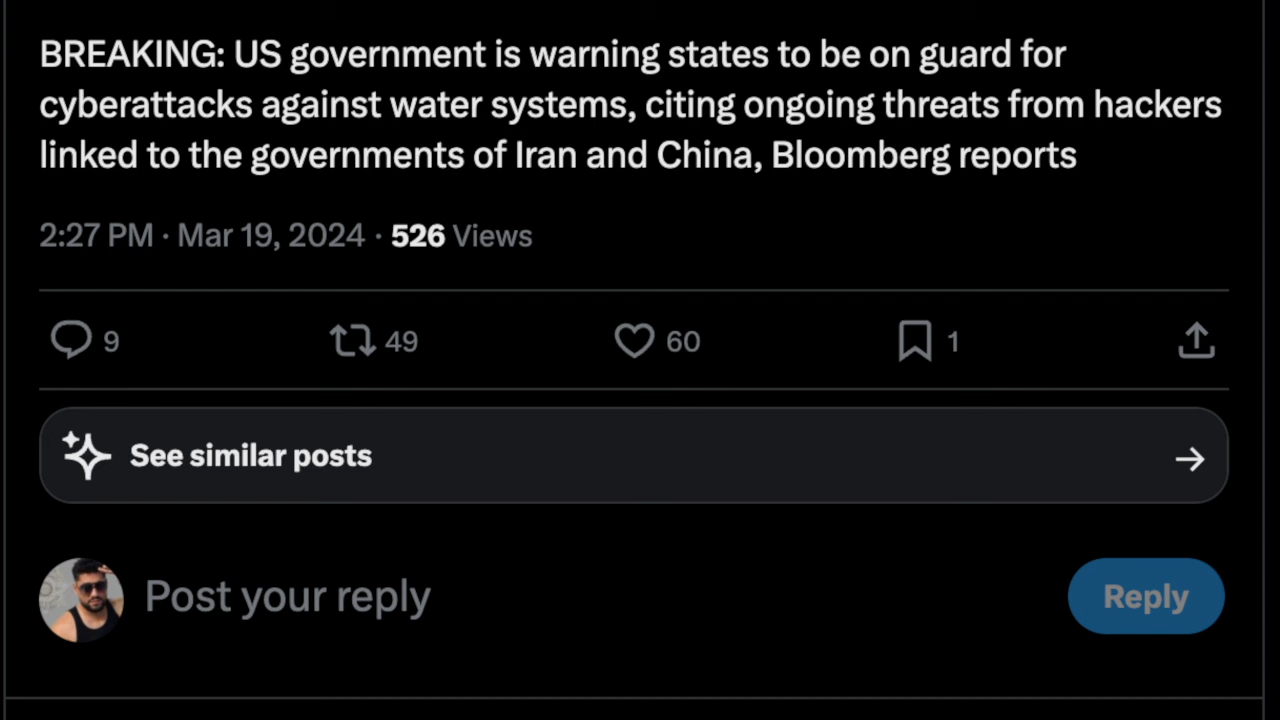 BREAKING: US government is warning states to be on guard for
cyberattacks against water systems, citing ongoing threats from hackers
linked to the governments of Iran and China, Bloomberg reports
2:27 PM · Mar 19, 2024 · 526 Views
9 49 60 1
See similar posts
Post your reply Reply